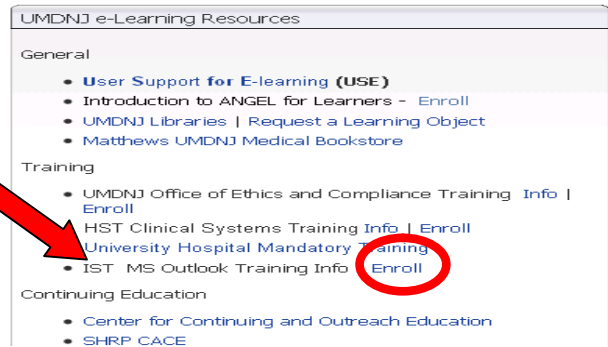 UMDNJ e-Learning Resources
General
• User Support for E-learning (USE)
• Introduction to ANGEL for Learners - Enroll
• UMDNJ Libraries | Request a Learning Object
• Matthews UMDNJ Medical Bookstore
Training
• UMDNJ Office of Ethics and Compliance Training Info |
Enroll
HST Clinical Systems Training Info | Enroll
University Hospital Mandatory Training
• IST MS Outlook Training Info Enroll
Continuing Education
• Center for Continuing and Outreach Education
• SHRP CACE